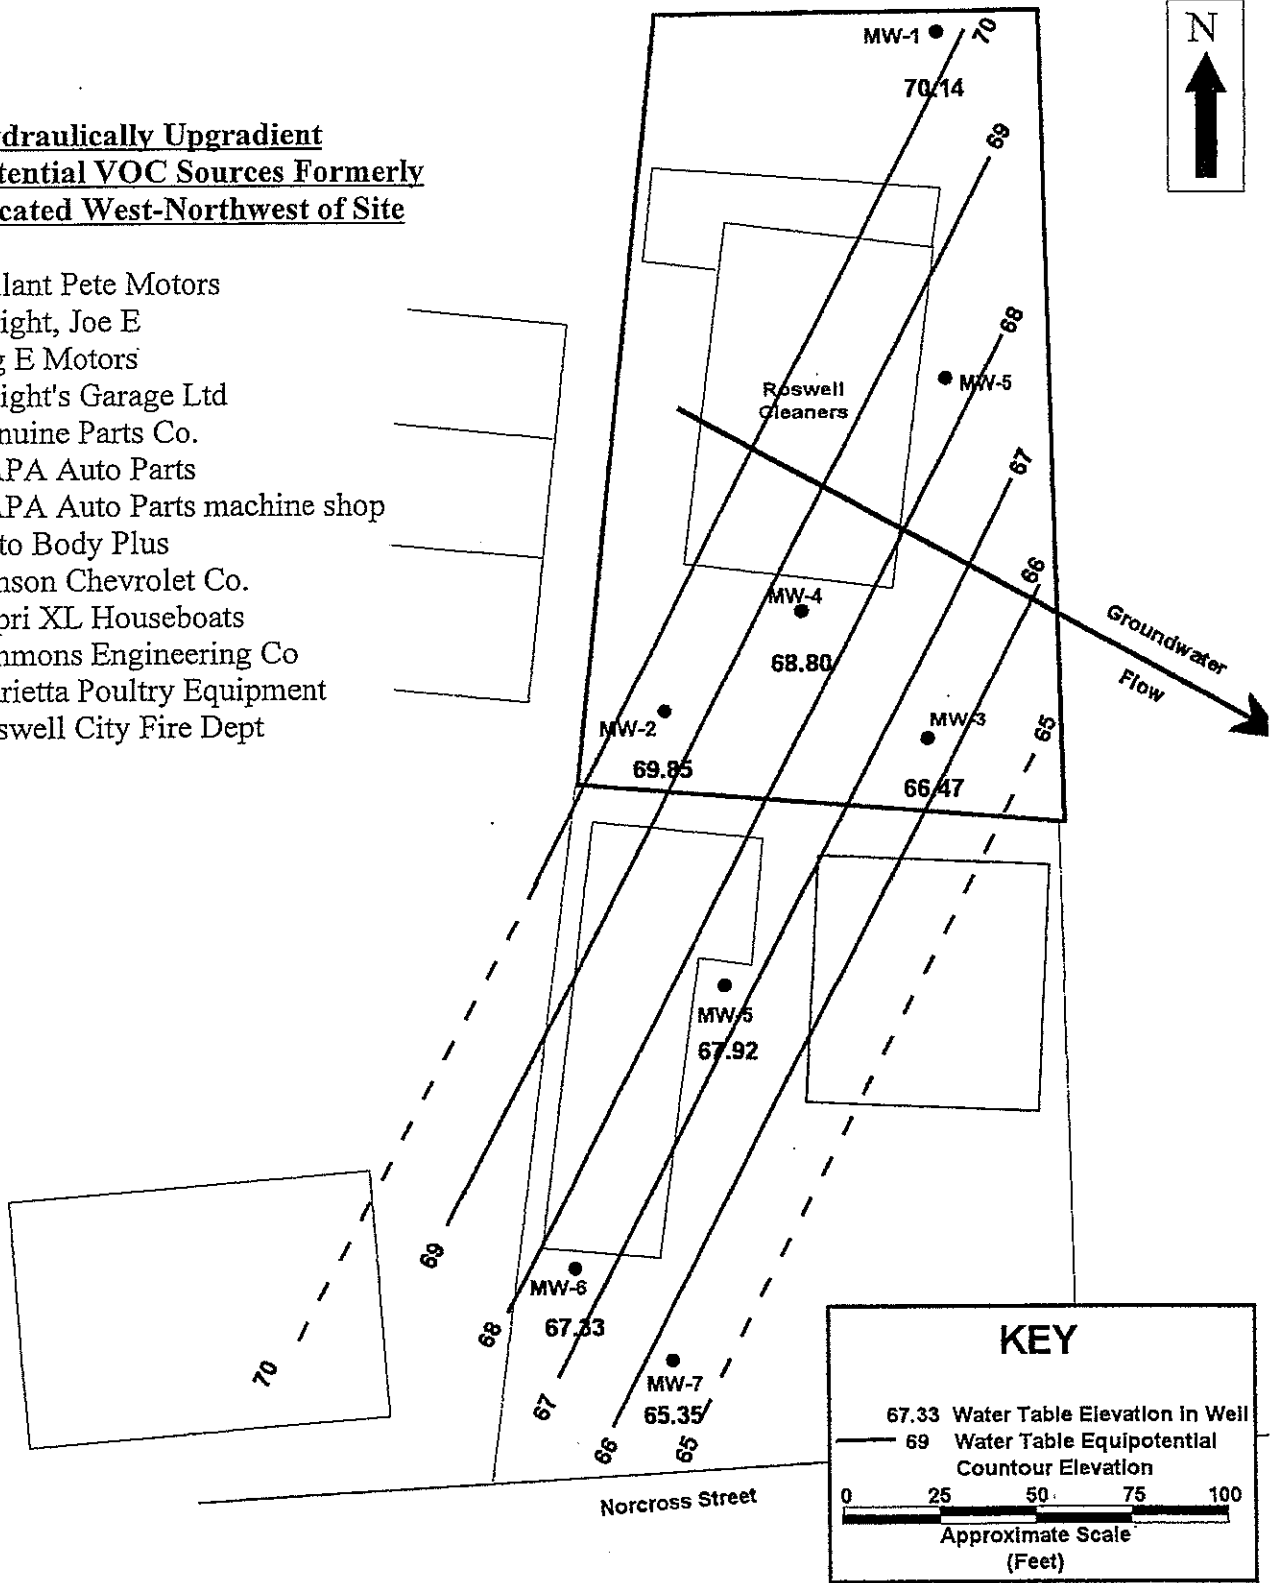 N
draulically Upgradient
tential VOC Sources Formerly
cated West-Northwest of Site
llant Pete Motors
ight, Joe E
g E Motors
ight's Garage Ltd
nuine Parts Co.
APA Auto Parts
APA Auto Parts machine shop
to Body Plus
nson Chevrolet Co.
pri XL Houseboats
mmons Engineering Co
rietta Poultry Equipment
swell City Fire Dept
MW-1
70
70.14
69
68
MW-5
Roswell
Cleaners
67
66
MW-4
68.80
Groundwater
Flow
MW-2
69.85
MW-3
66.47
65
MW-5
67.92
69
68
70
MW-6
67.33
67
66
65
MW-7
65.35
Norcross Street
KEY
67.33 Water Table Elevation in Well
69 Water Table Equipotential
Countour Elevation
0 25 50 75 100
Approximate Scale
(Feet)